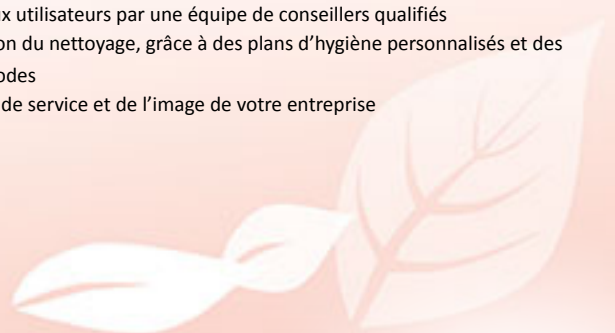 ux utilisateurs par une équipe de conseillers qualifiés
on du nettoyage, grâce à des plans d’hygiène personnalisés et des
odes
de service et de l’image de votre entreprise